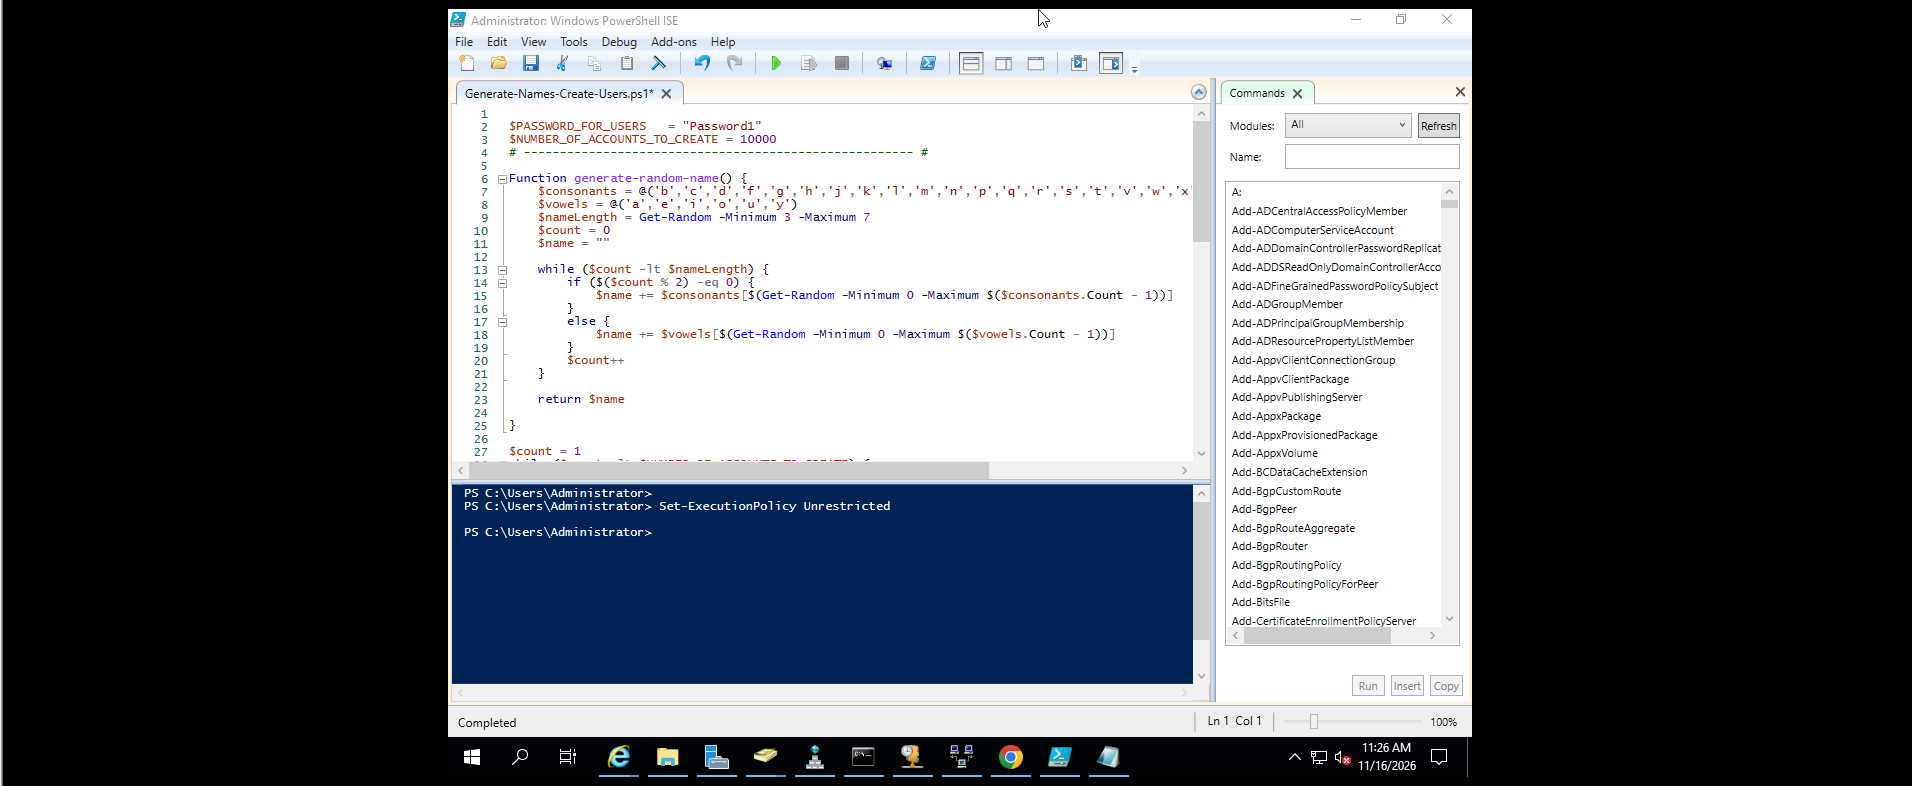 Administrator: Windows PowerShell ISE
File Edit View Tools Debug Add-ons Help
Generate-Names-Create-Users.ps1*
1
2 $PASSWORD_FOR_USERS = "Password1"
3 $NUMBER_OF_ACCOUNTS_TO_CREATE = 10000
4 # ------------------------------------------------------ #
5
6 Function generate-random-name() {
7 $consonants = @('b','c','d','f','g','h','j','k','l','m','n','p','q','r','s','t','v','w','x'
8 $vowels = @('a','e','i','o','u','y')
9 $nameLength = Get-Random -Minimum 3 -Maximum 7
10 $count = 0
11 $name = ""
12
13 while ($count -lt $nameLength) {
14 if ($($count % 2) -eq 0) {
15 $name += $consonants[$(Get-Random -Minimum 0 -Maximum $($consonants.Count - 1))]
16 }
17 else {
18 $name += $vowels[$(Get-Random -Minimum 0 -Maximum $($vowels.Count - 1))]
19 }
20 $count++
21 }
22
23 return $name
24
25 }
26
27 $count = 1
PS C:\Users\Administrator>
PS C:\Users\Administrator> Set-ExecutionPolicy Unrestricted
PS C:\Users\Administrator>
Commands
Modules: All Refresh
Name:
A:
Add-ADCentralAccessPolicyMember
Add-ADComputerServiceAccount
Add-ADDomainControllerPasswordReplicat
Add-ADDSReadOnlyDomainControllerAcco
Add-ADFineGrainedPasswordPolicySubject
Add-ADGroupMember
Add-ADPrincipalGroupMembership
Add-ADResourcePropertyListMember
Add-AppvClientConnectionGroup
Add-AppvClientPackage
Add-AppvPublishingServer
Add-AppxPackage
Add-AppxProvisionedPackage
Add-AppxVolume
Add-BCDataCacheExtension
Add-BgpCustomRoute
Add-BgpPeer
Add-BgpRouteAggregate
Add-BgpRouter
Add-BgpRoutingPolicy
Add-BgpRoutingPolicyForPeer
Add-BitsFile
Add-CertificateEnrollmentPolicyServer
Run Insert Copy
Completed
Ln 1 Col 1
100%
11:26 AM
11/16/2026